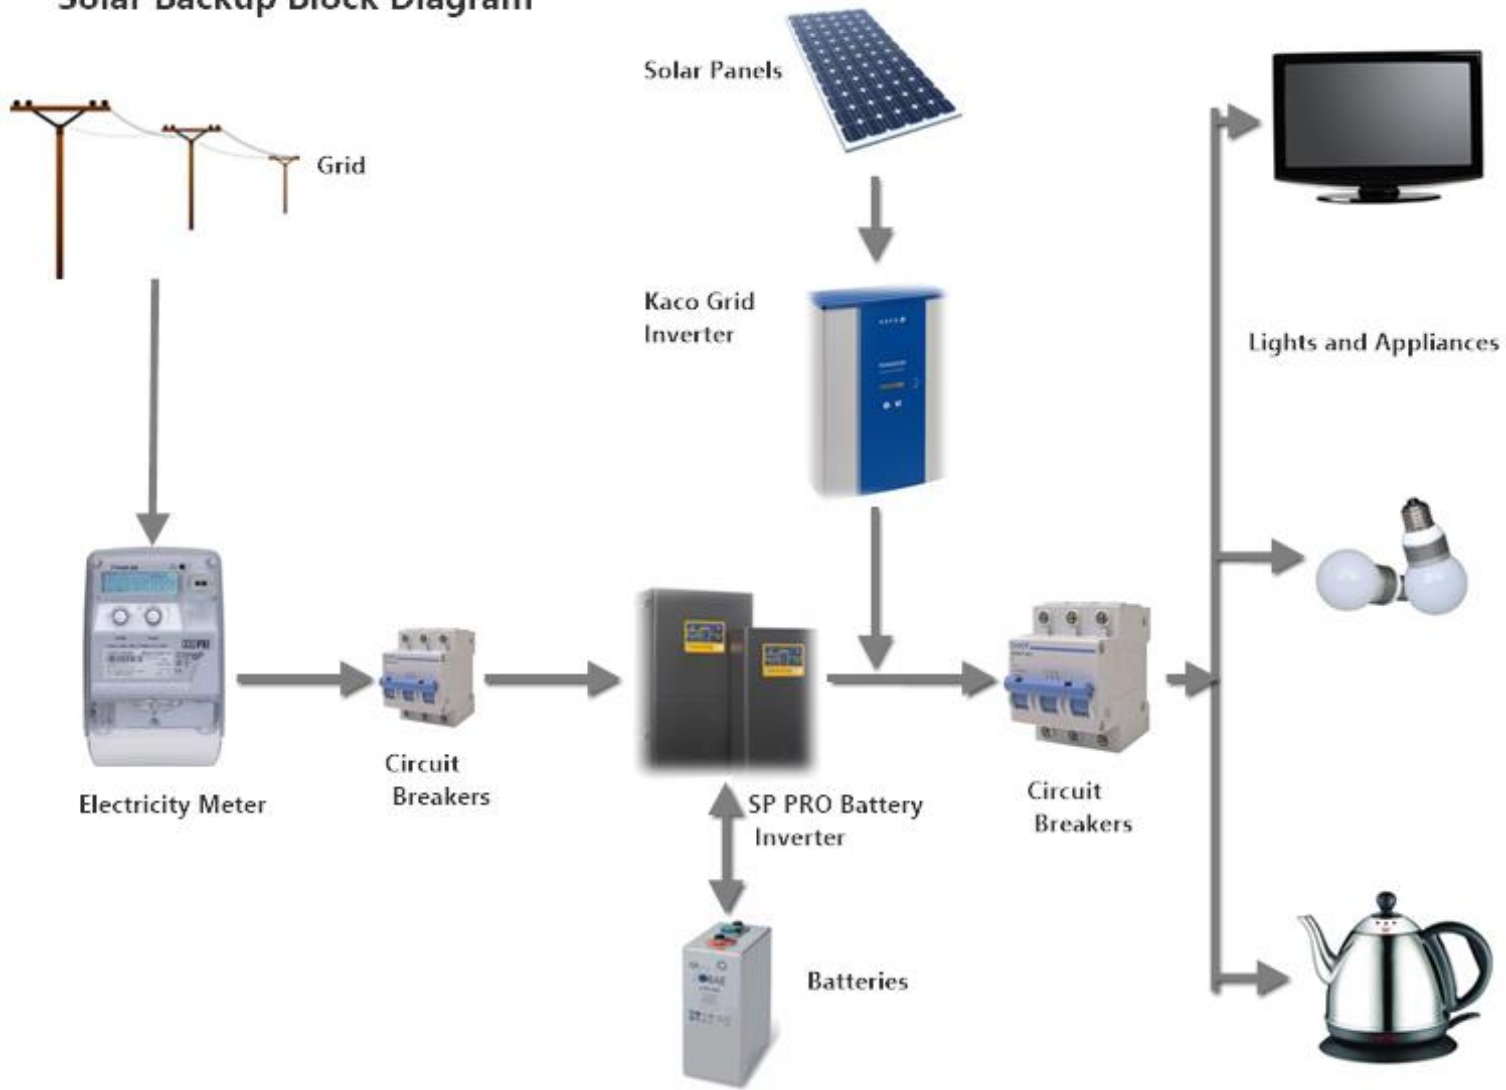 Solar Backup Block Diagram
Solar Panels
Grid
Kaco Grid
Inverter
Lights and Appliances
Electricity Meter
Circuit
Breakers
SP PRO Battery
Inverter
Circuit
Breakers
Batteries